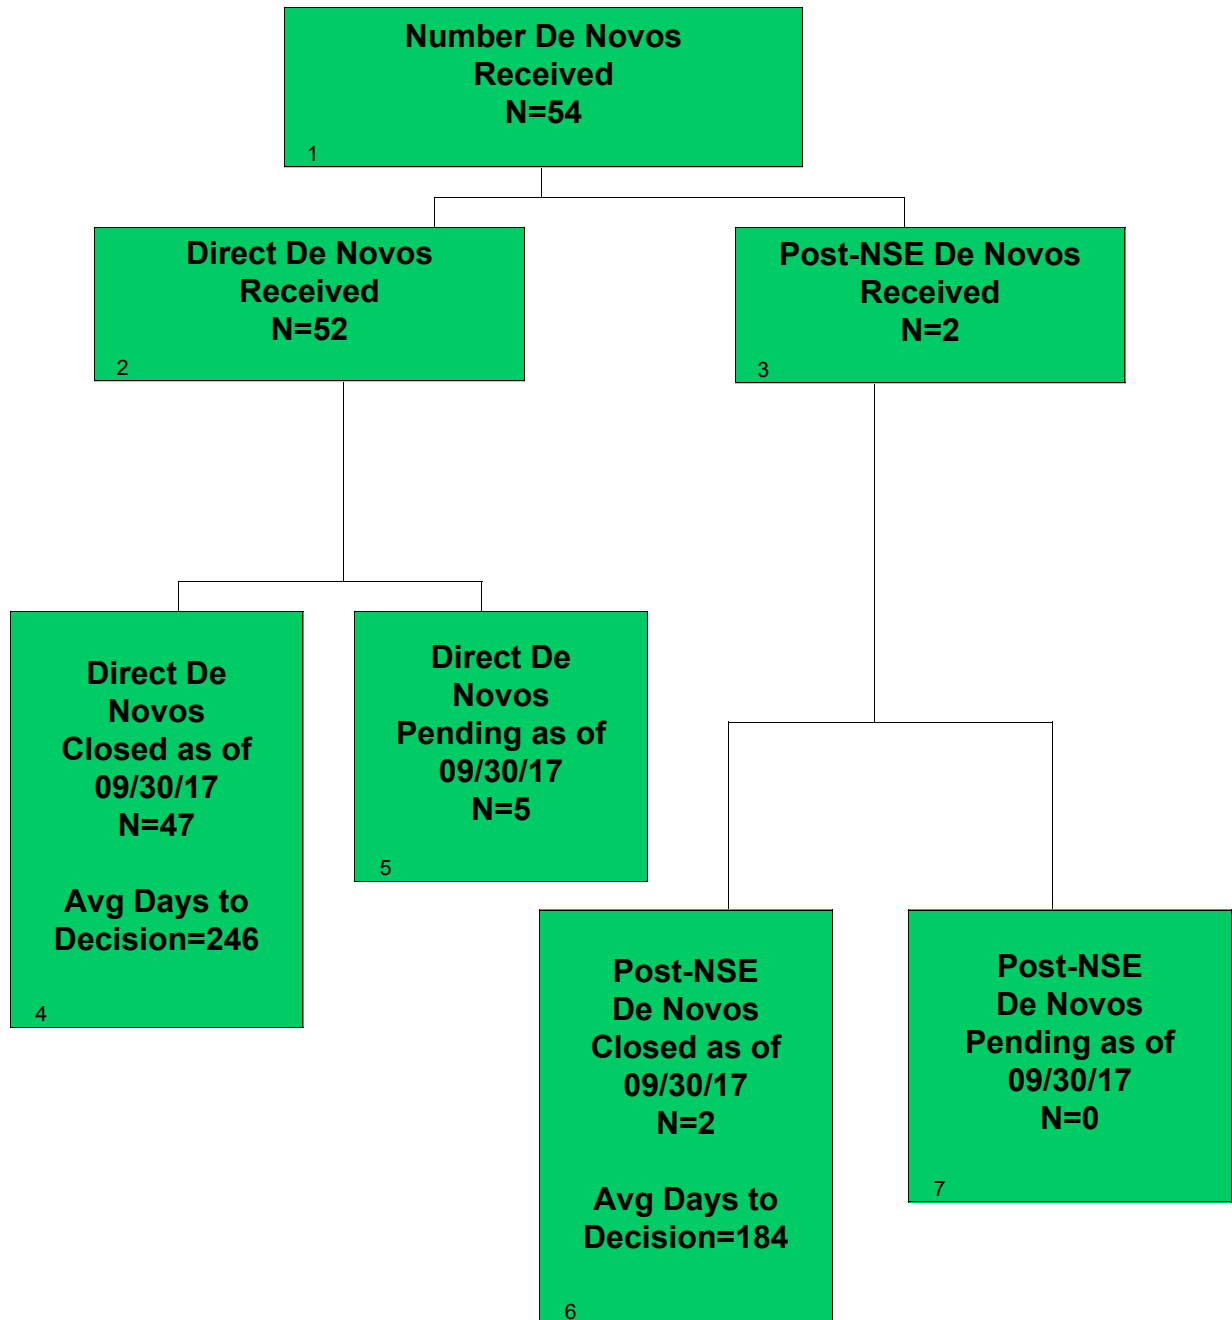 Number De Novos
Received
N=54
1
Direct De Novos
Received
N=52
2
Post-NSE De Novos
Received
N=2
3
Direct De
Novos
Closed as of
09/30/17
N=47
Avg Days to
Decision=246
4
Direct De
Novos
Pending as of
09/30/17
N=5
5
Post-NSE
De Novos
Closed as of
09/30/17
N=2
Avg Days to
Decision=184
6
Post-NSE
De Novos
Pending as of
09/30/17
N=0
7